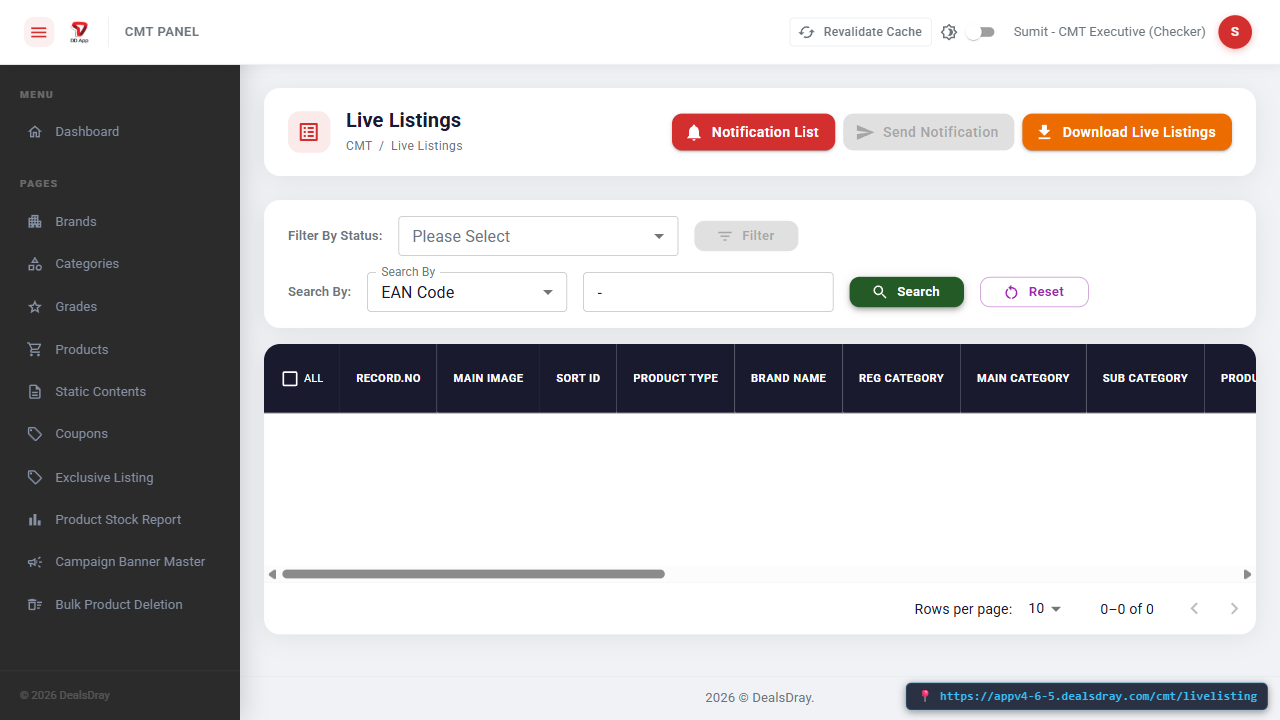 DD App
CMT PANEL
Revalidate Cache
Sumit - CMT Executive (Checker)
S
MENU
Dashboard
PAGES
Brands
Categories
Grades
Products
Static Contents
Coupons
Exclusive Listing
Product Stock Report
Campaign Banner Master
Bulk Product Deletion
© 2026 DealsDray
Live Listings
CMT / Live Listings
Notification List
Send Notification
Download Live Listings
Filter By Status:
Please Select
Filter
Search By:
Search By
EAN Code
-
Search
Reset
ALL
RECORD.NO
MAIN IMAGE
SORT ID
PRODUCT TYPE
BRAND NAME
REG CATEGORY
MAIN CATEGORY
SUB CATEGORY
PRODU
Rows per page:
10
0–0 of 0
2026 © DealsDray.
https://appv4-6-5.dealsdray.com/cmt/livelisting